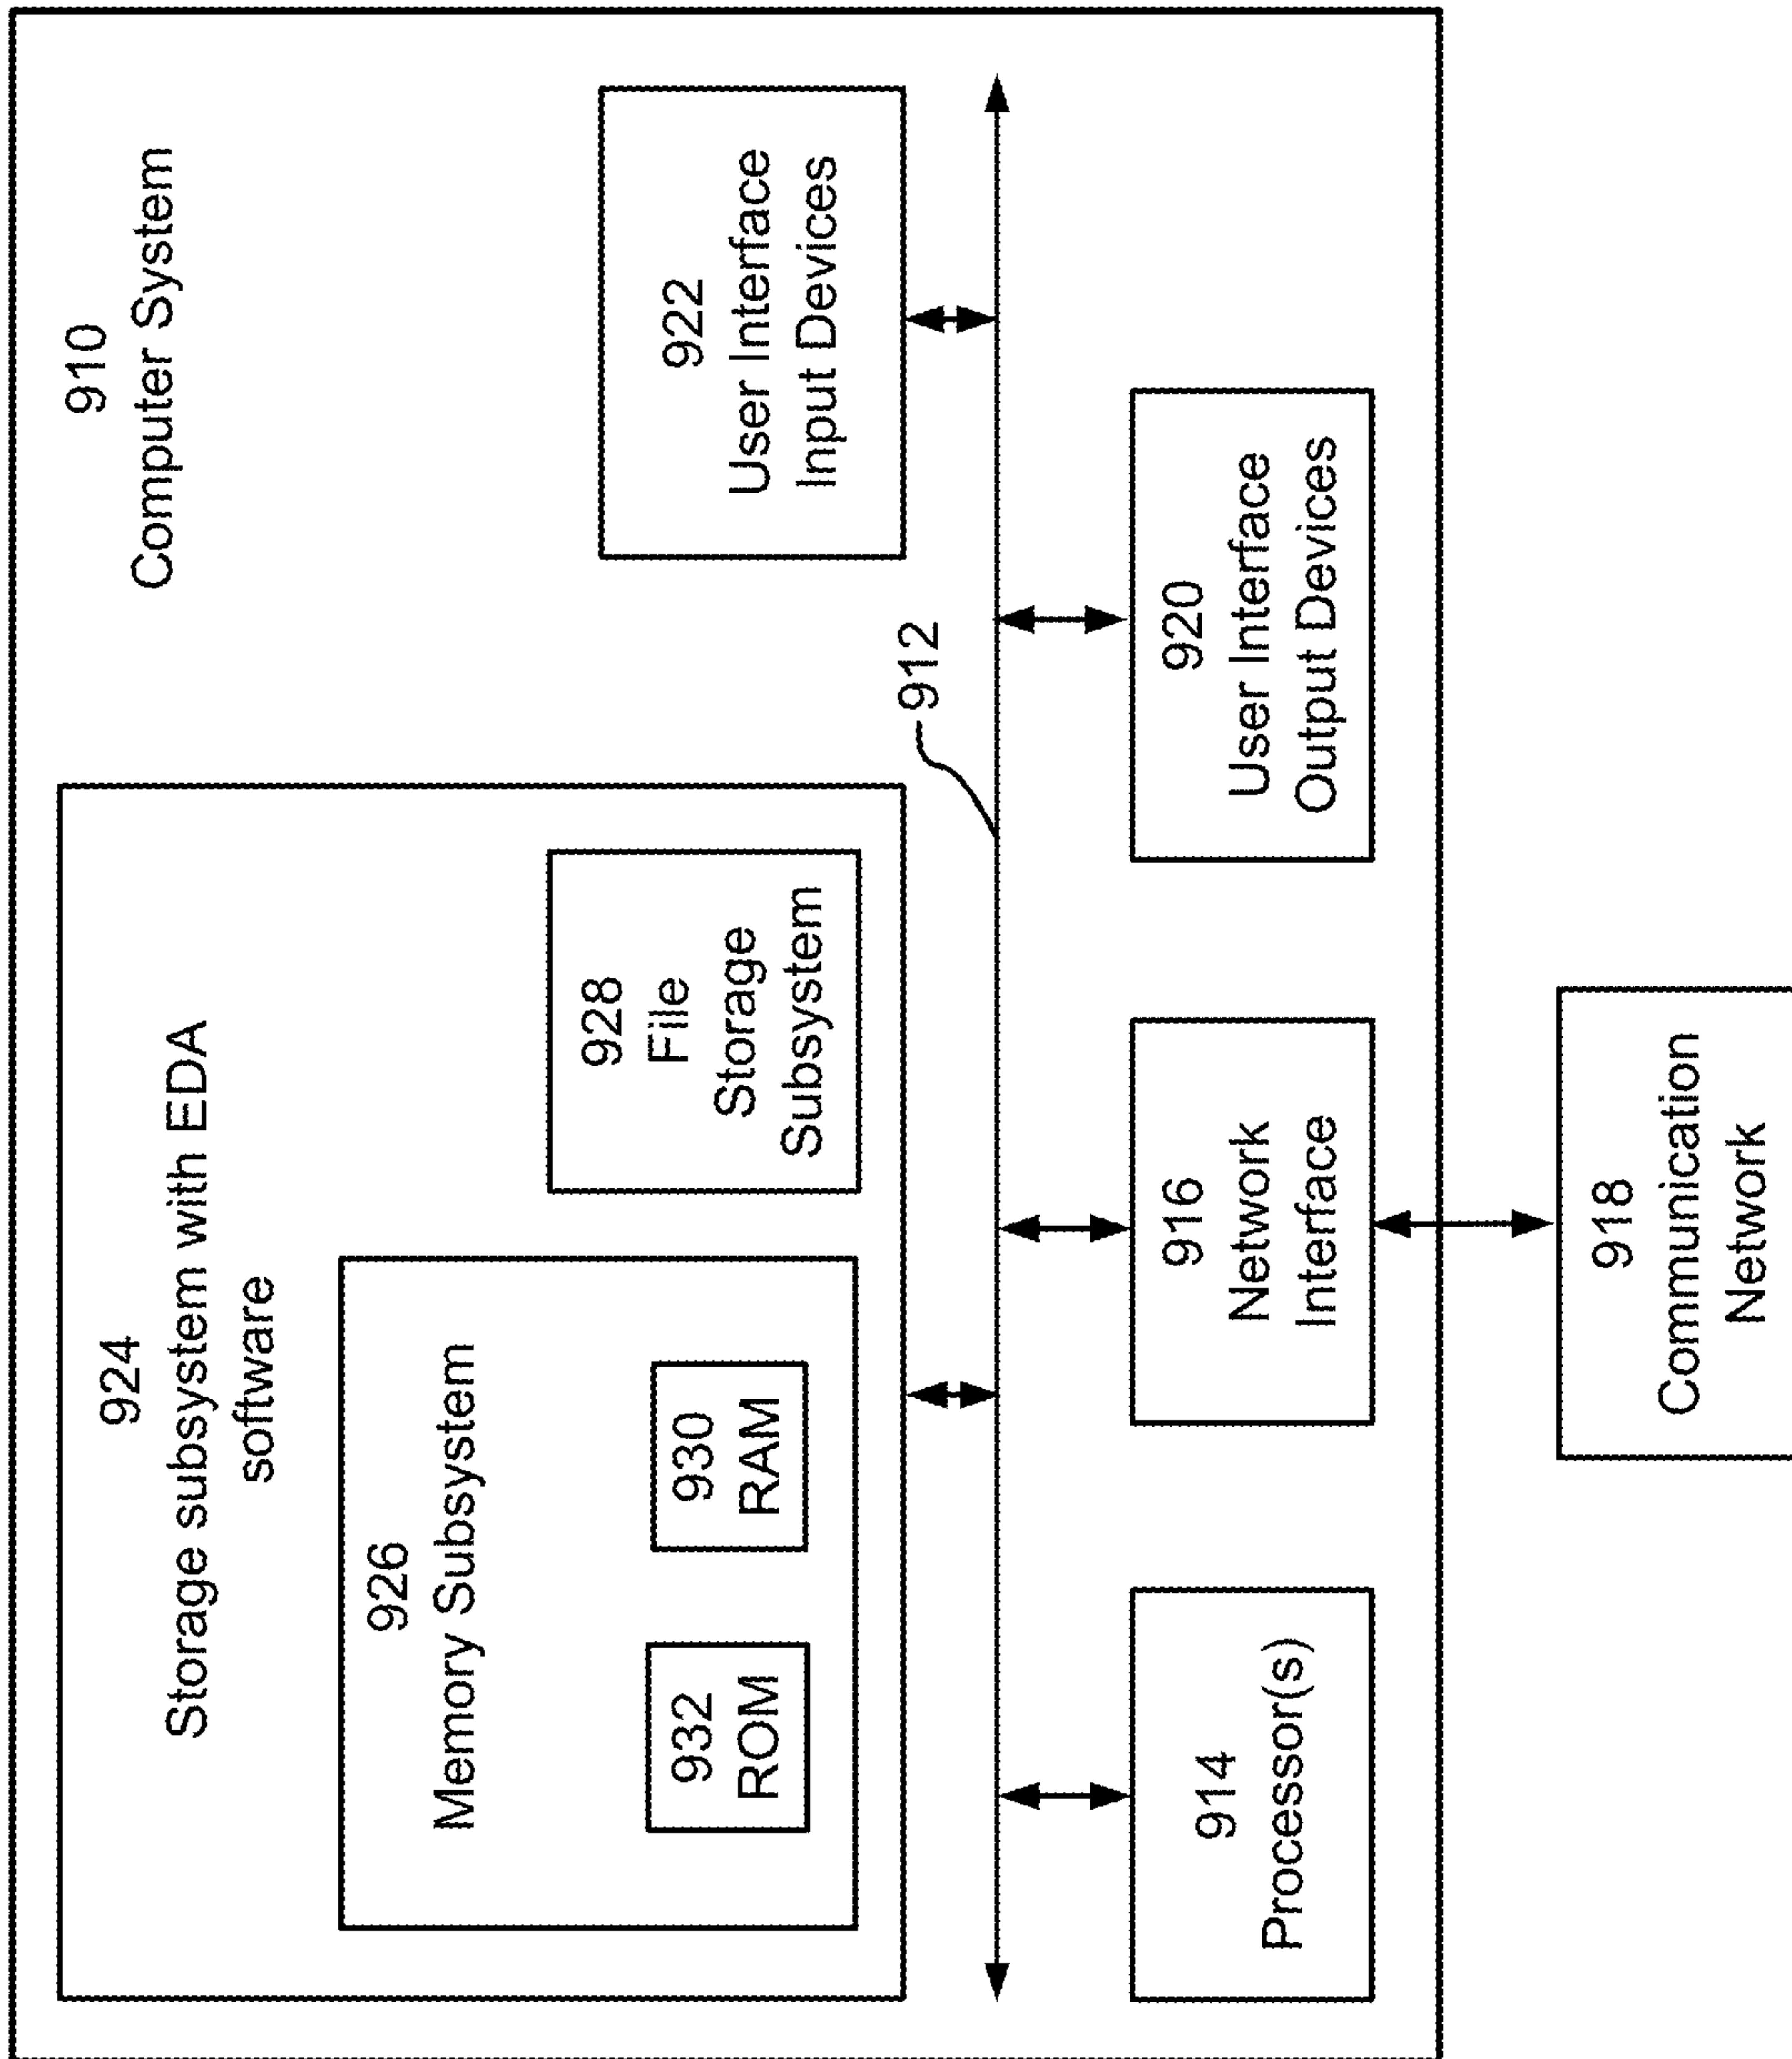 910
Computer System
924
Storage subsystem with EDA
software
926
Memory Subsystem
932
ROM
930
RAM
928
File
Storage
Subsystem
922
User Interface
Input Devices
912
914
Processor(s)
916
Network
Interface
920
User Interface
Output Devices
918
Communication
Network